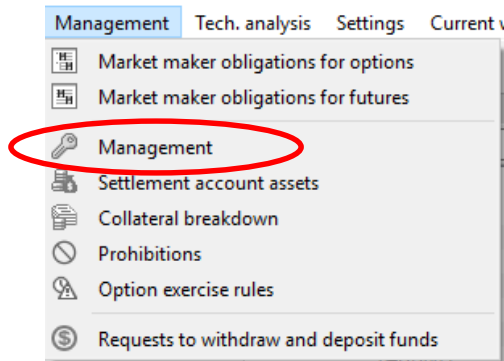 Management Tech. analysis Settings Current
Market maker obligations for options
Market maker obligations for futures
Management
Settlement account assets
Collateral breakdown
Prohibitions
Option exercise rules
Requests to withdraw and deposit funds